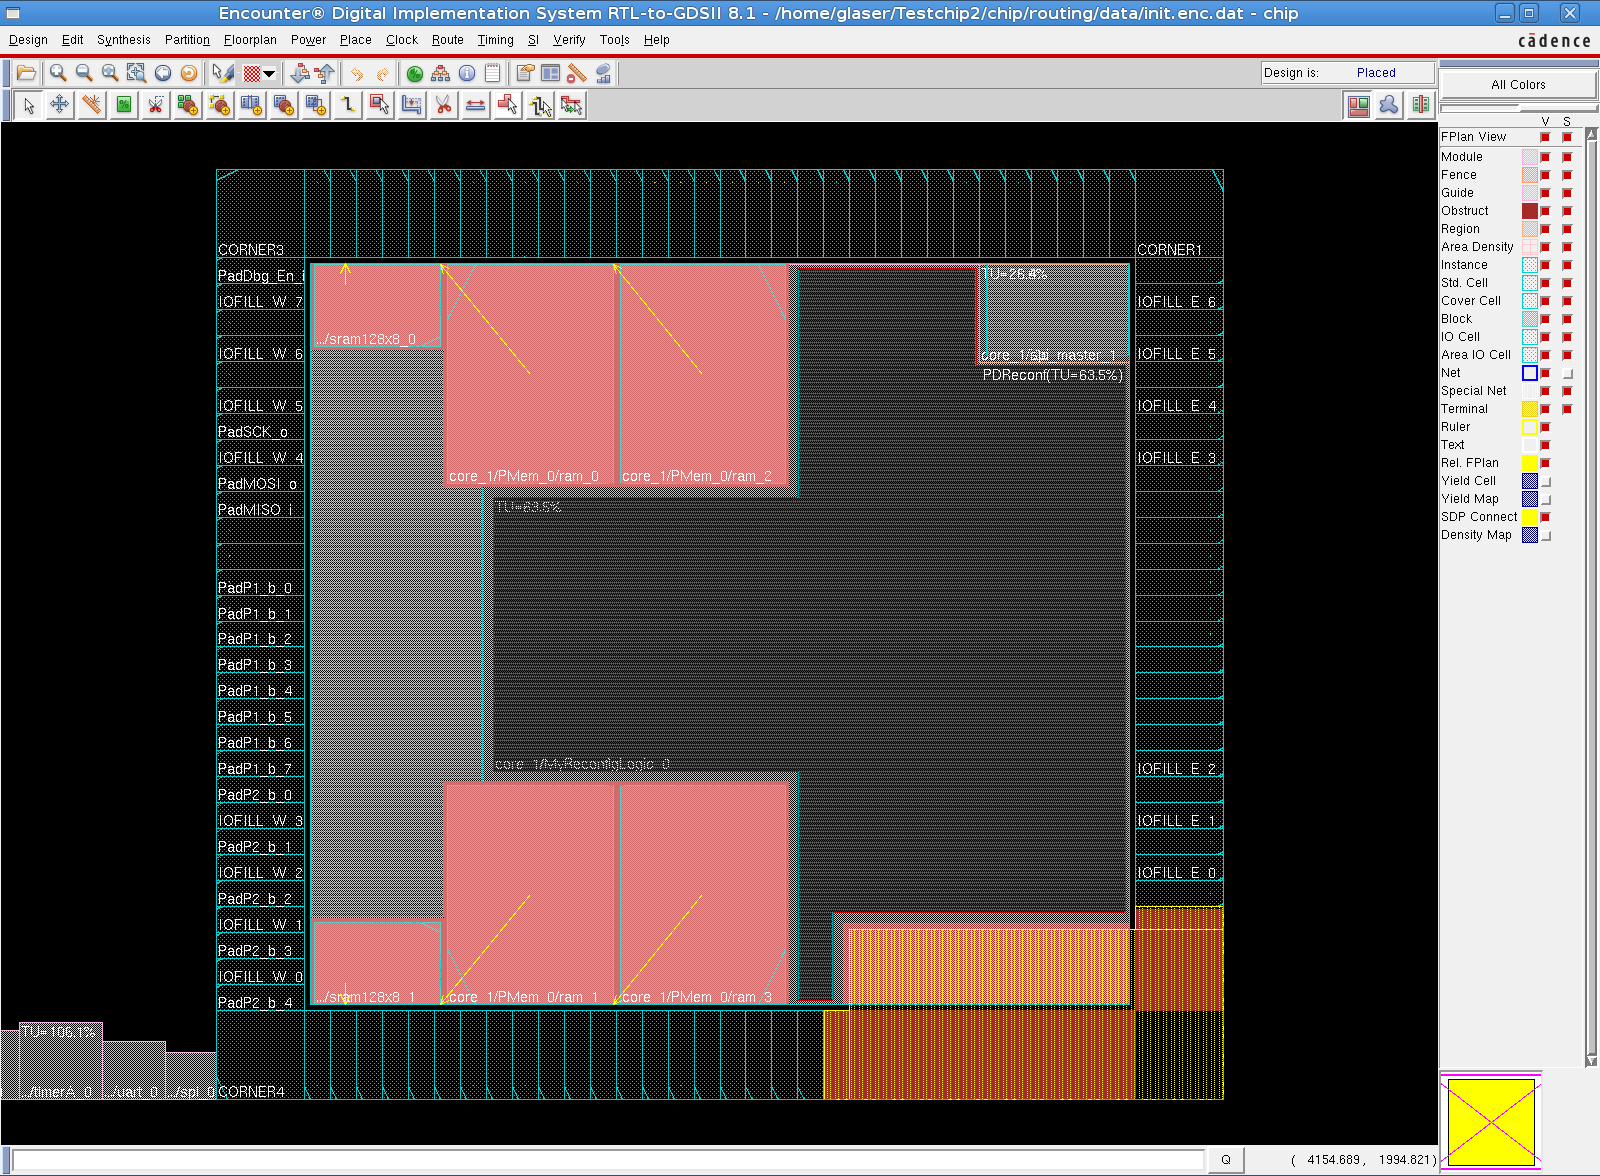 Encounter® Digital Implementation System RTL-to-GDSII 8.1 - /home/glaser/Testchip2/chip/routing/data/init.enc.dat - chip
Design Edit Synthesis Partition Floorplan Power Place Clock Route Timing SI Verify Tools Help
cādence
Design is: Placed
All Colors
V S
FPlan View
Module
Fence
Guide
Obstruct
Region
Area Density
Instance
Std. Cell
Cover Cell
Block
IO Cell
Area IO Cell
Net
Special Net
Terminal
Ruler
Text
Rel. FPlan
Yield Cell
Yield Map
SDP Connect
Density Map
CORNER3
CORNER1
PadDbg_En_i
TU=26.4%
IOFILL_W_7
IOFILL_E_6
../sram128x8_0
IOFILL_W_6
core_1/spi_master_1
IOFILL_E_5
PDReconf(TU=63.5%)
IOFILL_W_5
IOFILL_E_4
PadSCK_o
IOFILL_W_4
IOFILL_E_3
core_1/PMem_0/ram_0
core_1/PMem_0/ram_2
PadMOSI_o
PadMISO_i
TU=63.5%
PadP1_b_0
PadP1_b_1
PadP1_b_2
PadP1_b_3
PadP1_b_4
PadP1_b_5
PadP1_b_6
core_1/MyReconfigLogic_0
PadP1_b_7
IOFILL_E_2
PadP2_b_0
IOFILL_W_3
IOFILL_E_1
PadP2_b_1
IOFILL_W_2
IOFILL_E_0
PadP2_b_2
IOFILL_W_1
PadP2_b_3
IOFILL_W_0
PadP2_b_4
../sram128x8_1
core_1/PMem_0/ram_1
core_1/PMem_0/ram_3
TU=106.1%
../timerA_0
../uart_0
../spi_0
CORNER4
Q
( 4154.689, 1994.821)